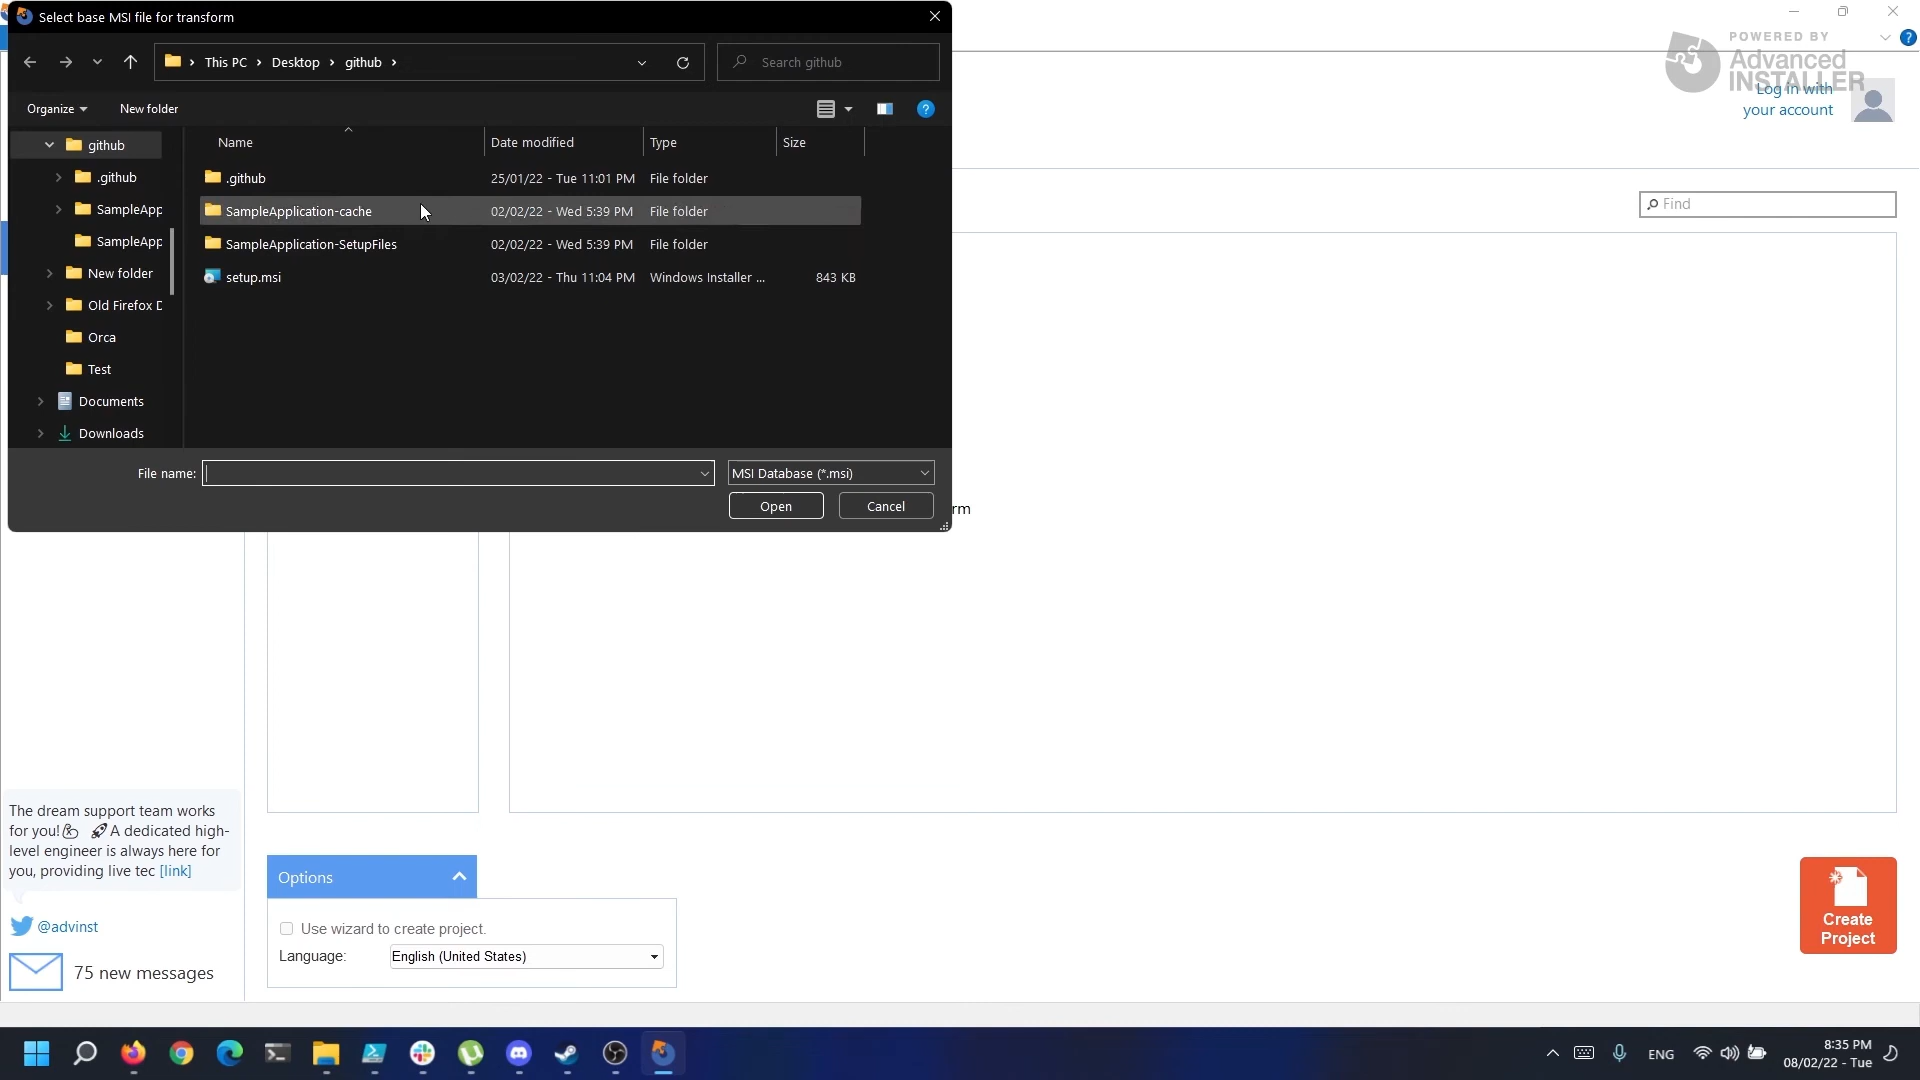 Select base MSI file for transform
This PC > Desktop > github >
Search github
Organize
New folder
?
github
.github
SampleApp
SampleApp
New folder
Old Firefox D
Orca
Test
Documents
Downloads
Name Date modified Type Size
.github 25/01/22 - Tue 11:01 PM File folder
SampleApplication-cache 02/02/22 - Wed 5:39 PM File folder
SampleApplication-SetupFiles 02/02/22 - Wed 5:39 PM File folder
setup.msi 03/02/22 - Thu 11:04 PM Windows Installer ... 843 KB
File name:
MSI Database (*.msi)
Open
Cancel
POWERED BY
Advanced
INSTALLER
?
Log in with
your account
Find
rm
The dream support team works
for you! A dedicated high-
level engineer is always here for
you, providing live tec [link]
@advinst
75 new messages
Options
Use wizard to create project.
Language: English (United States)
Create
Project
ENG
8:35 PM
08/02/22 - Tue